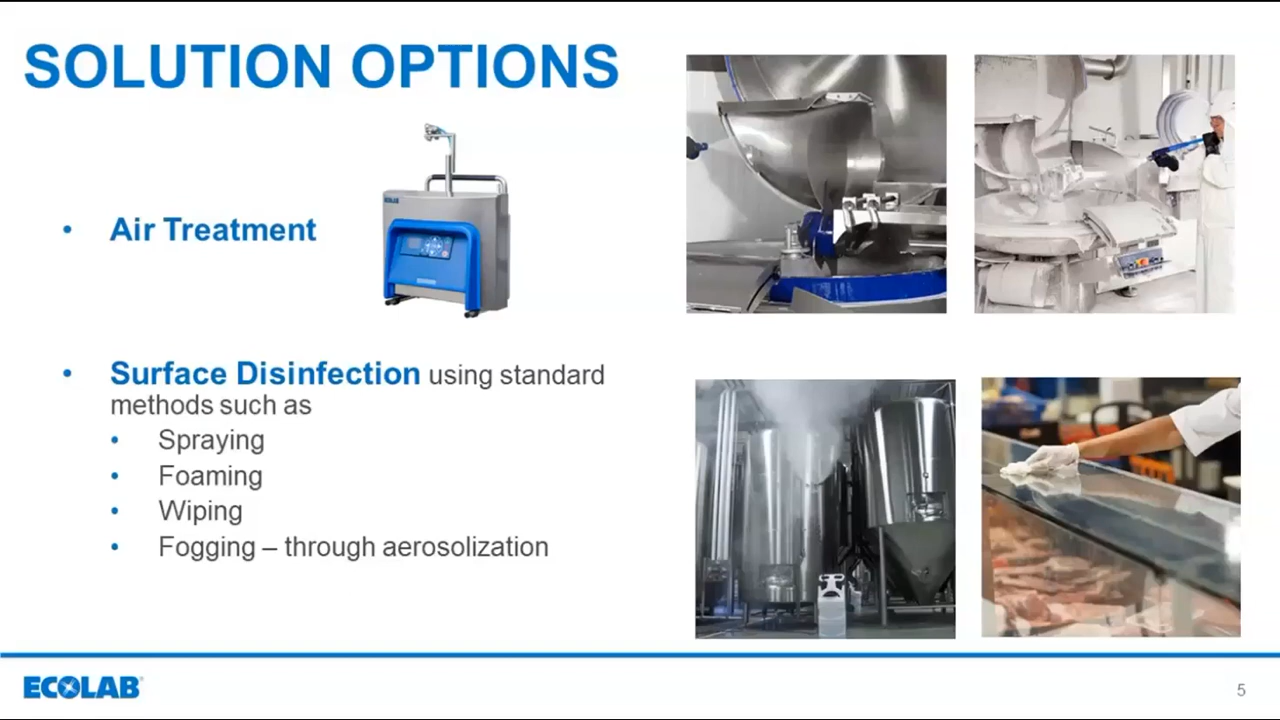 SOLUTION OPTIONS
• Air Treatment
ECOLAB
• Surface Disinfection using standard
methods such as
• Spraying
• Foaming
• Wiping
• Fogging – through aerosolization
ECOLAB®
5